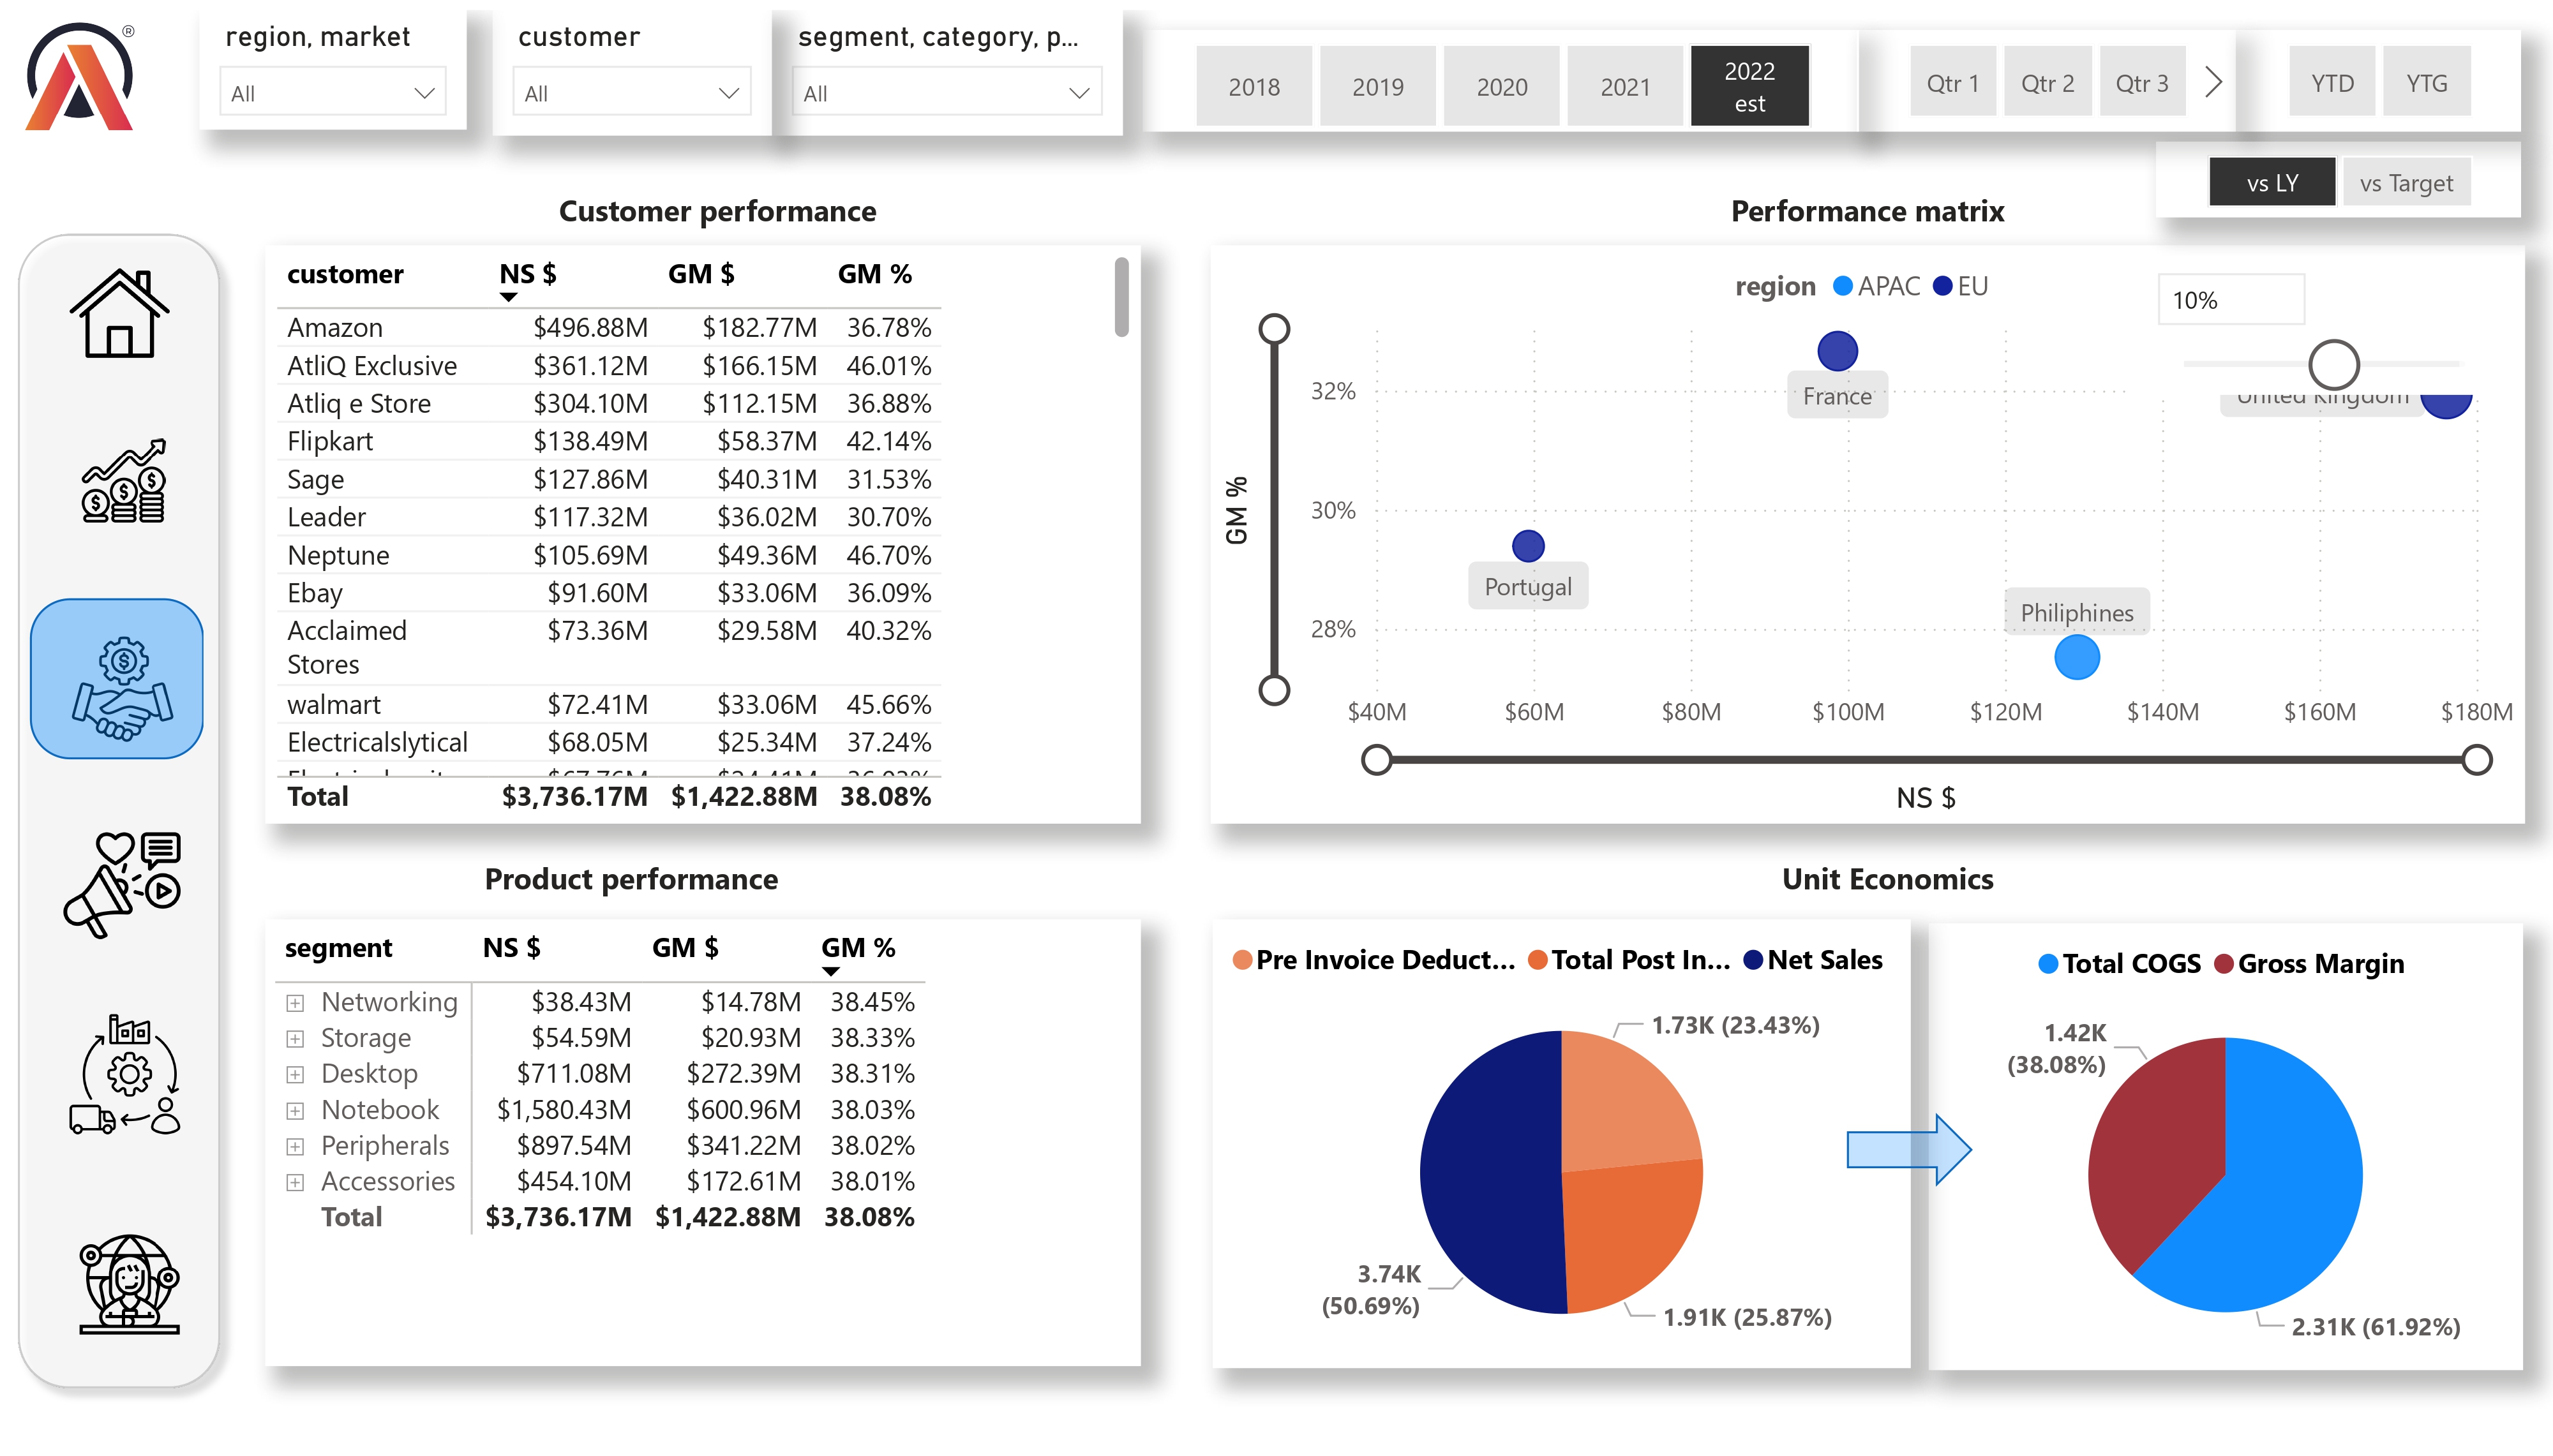 ®
region, market
All
customer
All
segment, category, p...
All
2018
2019
2020
2021
2022
est
Qtr 1
Qtr 2
Qtr 3
YTD
YTG
vs LY
vs Target
Customer performance
customer NS $ GM $ GM %
Amazon $496.88M $182.77M 36.78%
AtliQ Exclusive $361.12M $166.15M 46.01%
Atliq e Store $304.10M $112.15M 36.88%
Flipkart $138.49M $58.37M 42.14%
Sage $127.86M $40.31M 31.53%
Leader $117.32M $36.02M 30.70%
Neptune $105.69M $49.36M 46.70%
Ebay $91.60M $33.06M 36.09%
Acclaimed $73.36M $29.58M 40.32%
Stores
walmart $72.41M $33.06M 45.66%
Electricalslytical $68.05M $25.34M 37.24%
Total $3,736.17M $1,422.88M 38.08%
Performance matrix
region APAC EU
10%
GM %
32%
30%
28%
France
United Kingdom
Portugal
Philiphines
$40M $60M $80M $100M $120M $140M $160M $180M
NS $
Product performance
segment NS $ GM $ GM %
Networking $38.43M $14.78M 38.45%
Storage $54.59M $20.93M 38.33%
Desktop $711.08M $272.39M 38.31%
Notebook $1,580.43M $600.96M 38.03%
Peripherals $897.54M $341.22M 38.02%
Accessories $454.10M $172.61M 38.01%
Total $3,736.17M $1,422.88M 38.08%
Unit Economics
Pre Invoice Deduct... Total Post In... Net Sales
1.73K (23.43%)
3.74K
(50.69%)
1.91K (25.87%)
Total COGS Gross Margin
1.42K
(38.08%)
2.31K (61.92%)